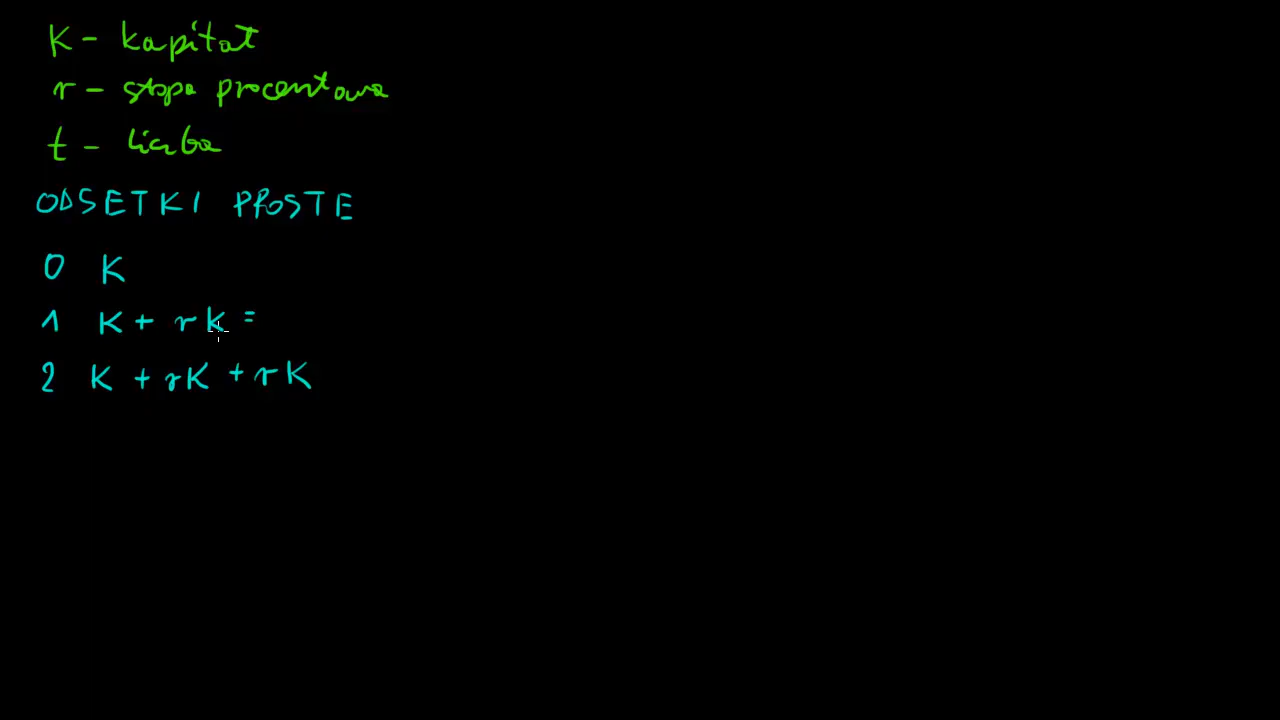 K - kapitał
r - stopa procentowa
t - liczba
ODSETKI PROSTE
0 K
1 K + rK =
2 K + rK + rK